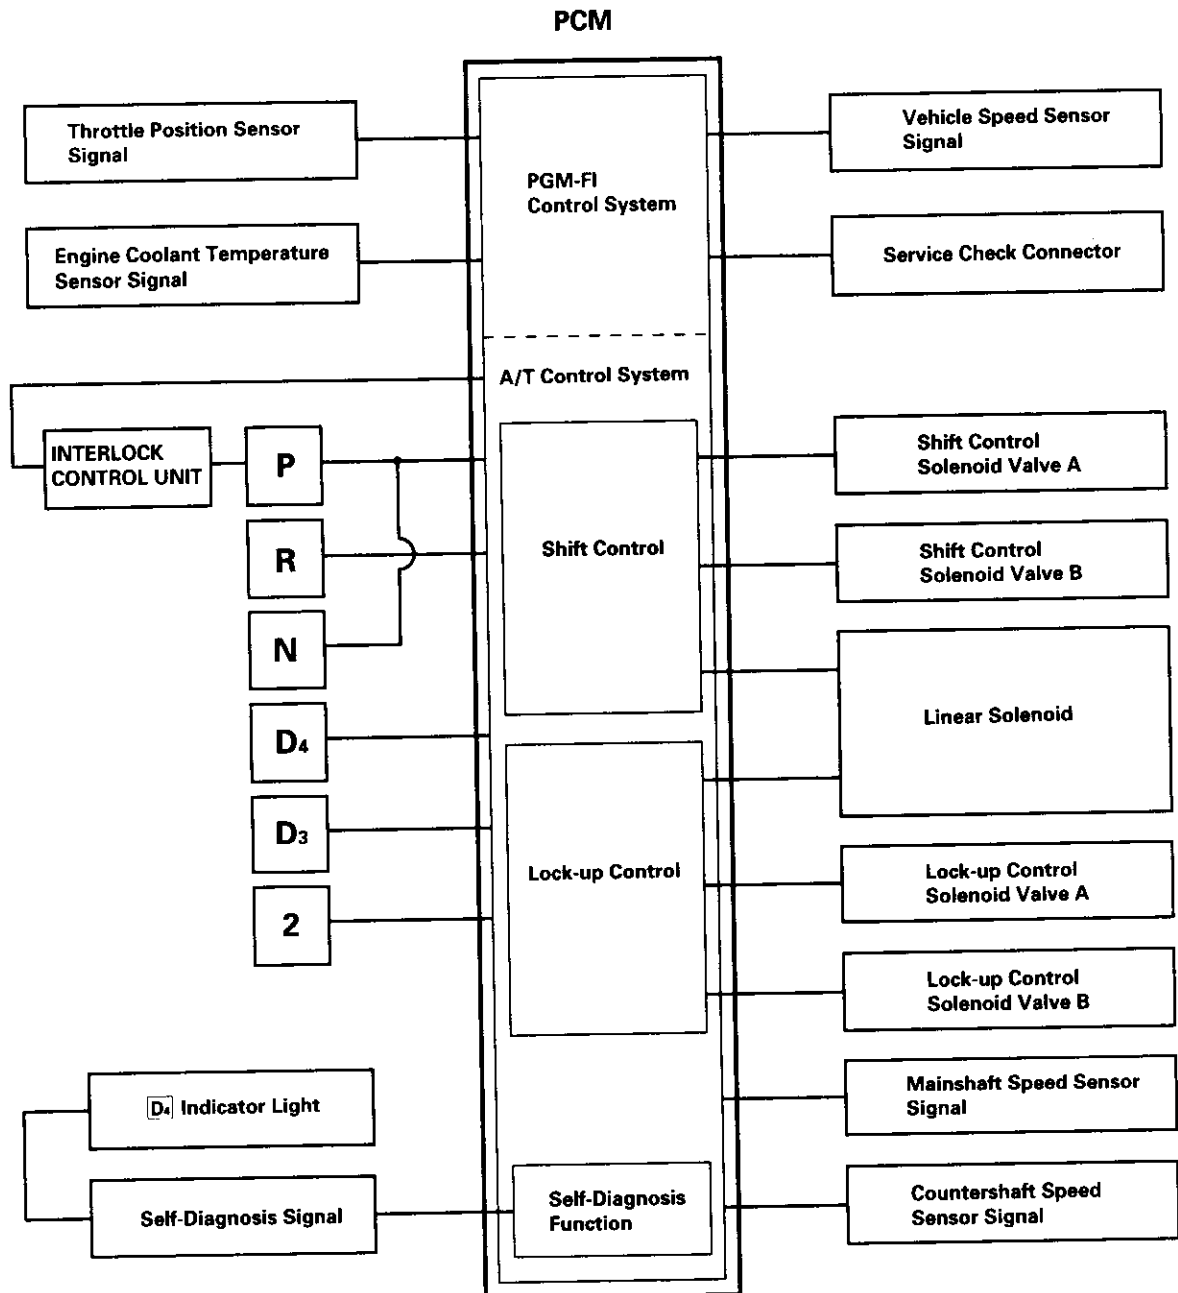 PCM
Throttle Position Sensor
Signal
Engine Coolant Temperature
Sensor Signal
INTERLOCK
CONTROL UNIT
P
R
N
D4
D3
2
D4 Indicator Light
Self-Diagnosis Signal
PGM-FI
Control System
A/T Control System
Shift Control
Lock-up Control
Self-Diagnosis
Function
Vehicle Speed Sensor
Signal
Service Check Connector
Shift Control
Solenoid Valve A
Shift Control
Solenoid Valve B
Linear Solenoid
Lock-up Control
Solenoid Valve A
Lock-up Control
Solenoid Valve B
Mainshaft Speed Sensor
Signal
Countershaft Speed
Sensor Signal